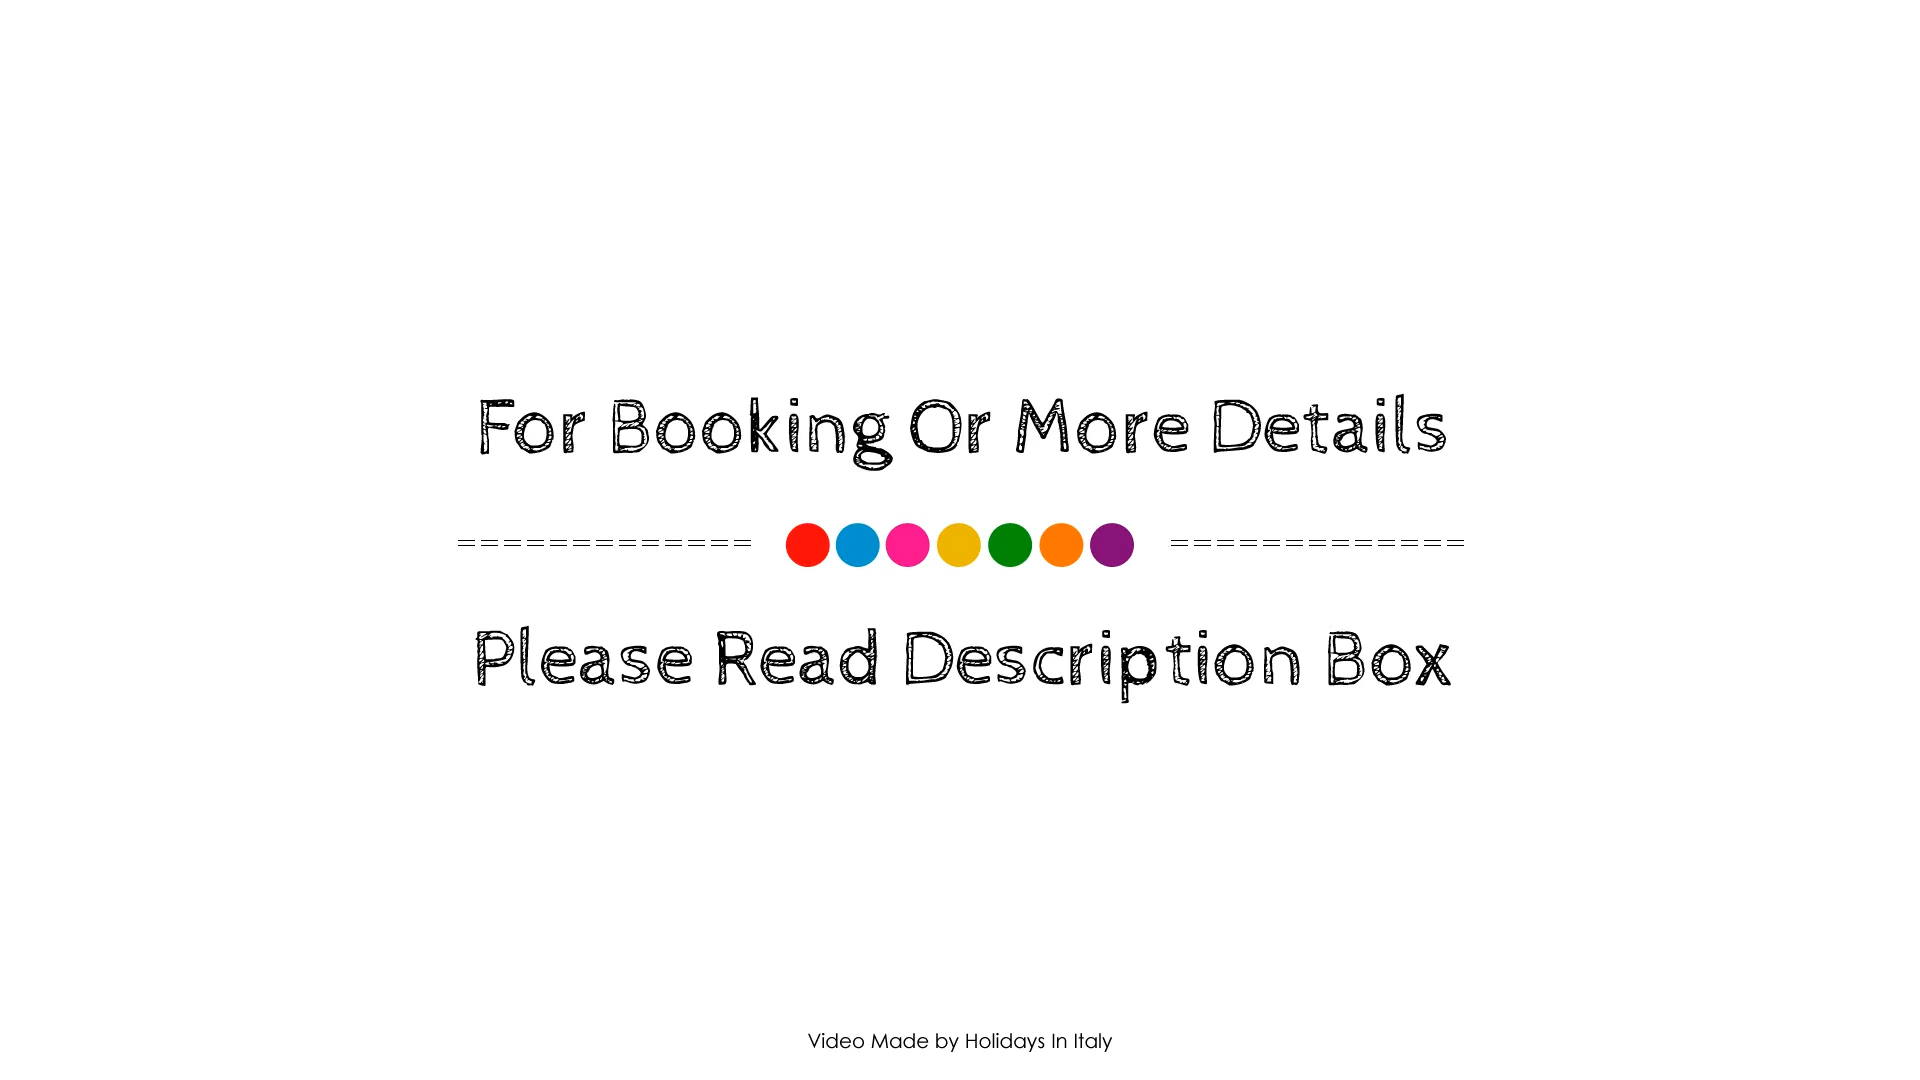 For Booking Or More Details
============= =============
Please Read Description Box
Video Made by Holidays In Italy